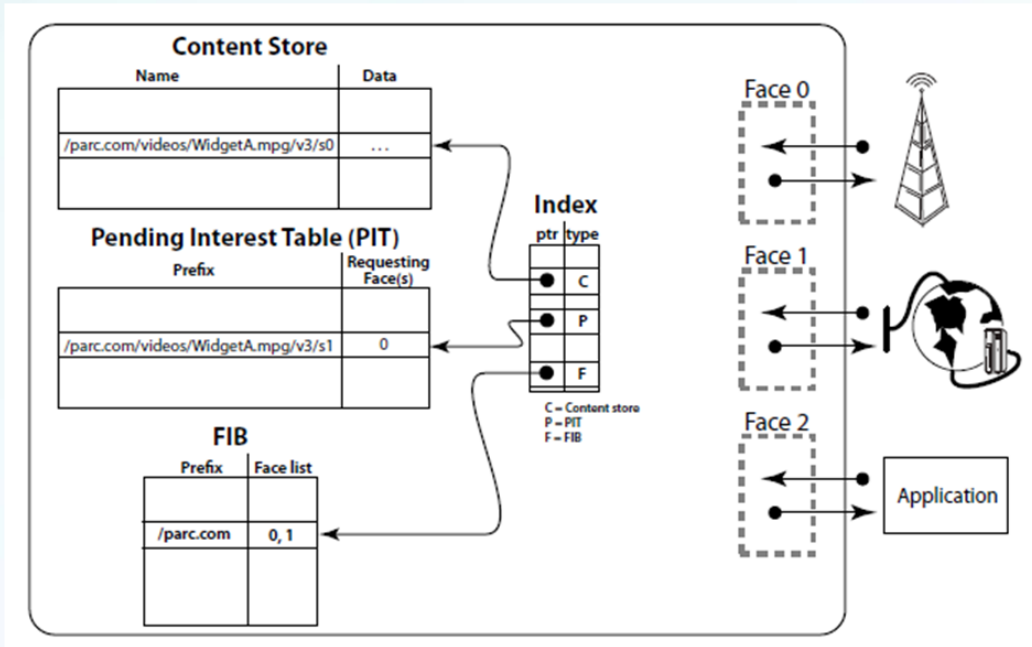 Content Store
Name Data
/parc.com/videos/WidgetA.mpg/v3/s0 ...
Pending Interest Table (PIT)
Prefix Requesting
Face(s)
/parc.com/videos/WidgetA.mpg/v3/s1 0
FIB
Prefix Face list
/parc.com 0, 1
Index
ptr type
C
P
F
C = Content store
P = PIT
F = FIB
Face 0
Face 1
Face 2
Application